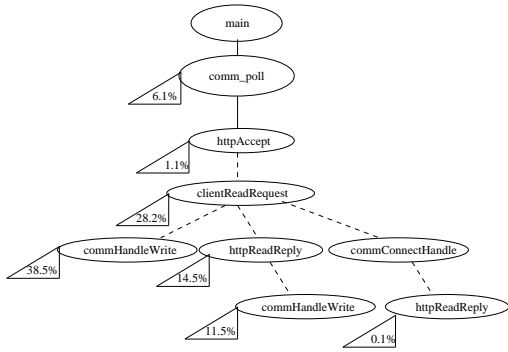 main
comm_poll
6.1%
httpAccept
1.1%
clientReadRequest
28.2%
commHandleWrite httpReadReply commConnectHandle
38.5% 14.5%
commHandleWrite httpReadReply
11.5% 0.1%